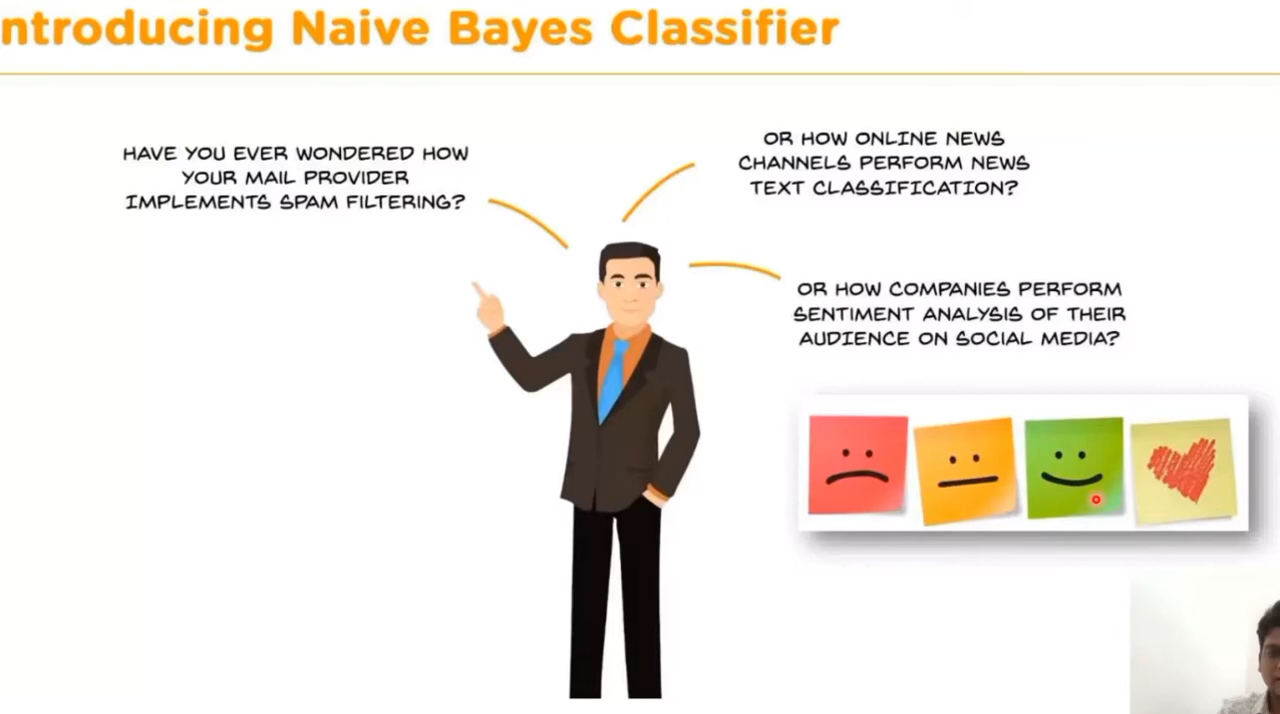 ntroducing Naive Bayes Classifier
HAVE YOU EVER WONDERED HOW
YOUR MAIL PROVIDER
IMPLEMENTS SPAM FILTERING?
OR HOW ONLINE NEWS
CHANNELS PERFORM NEWS
TEXT CLASSIFICATION?
OR HOW COMPANIES PERFORM
SENTIMENT ANALYSIS OF THEIR
AUDIENCE ON SOCIAL MEDIA?